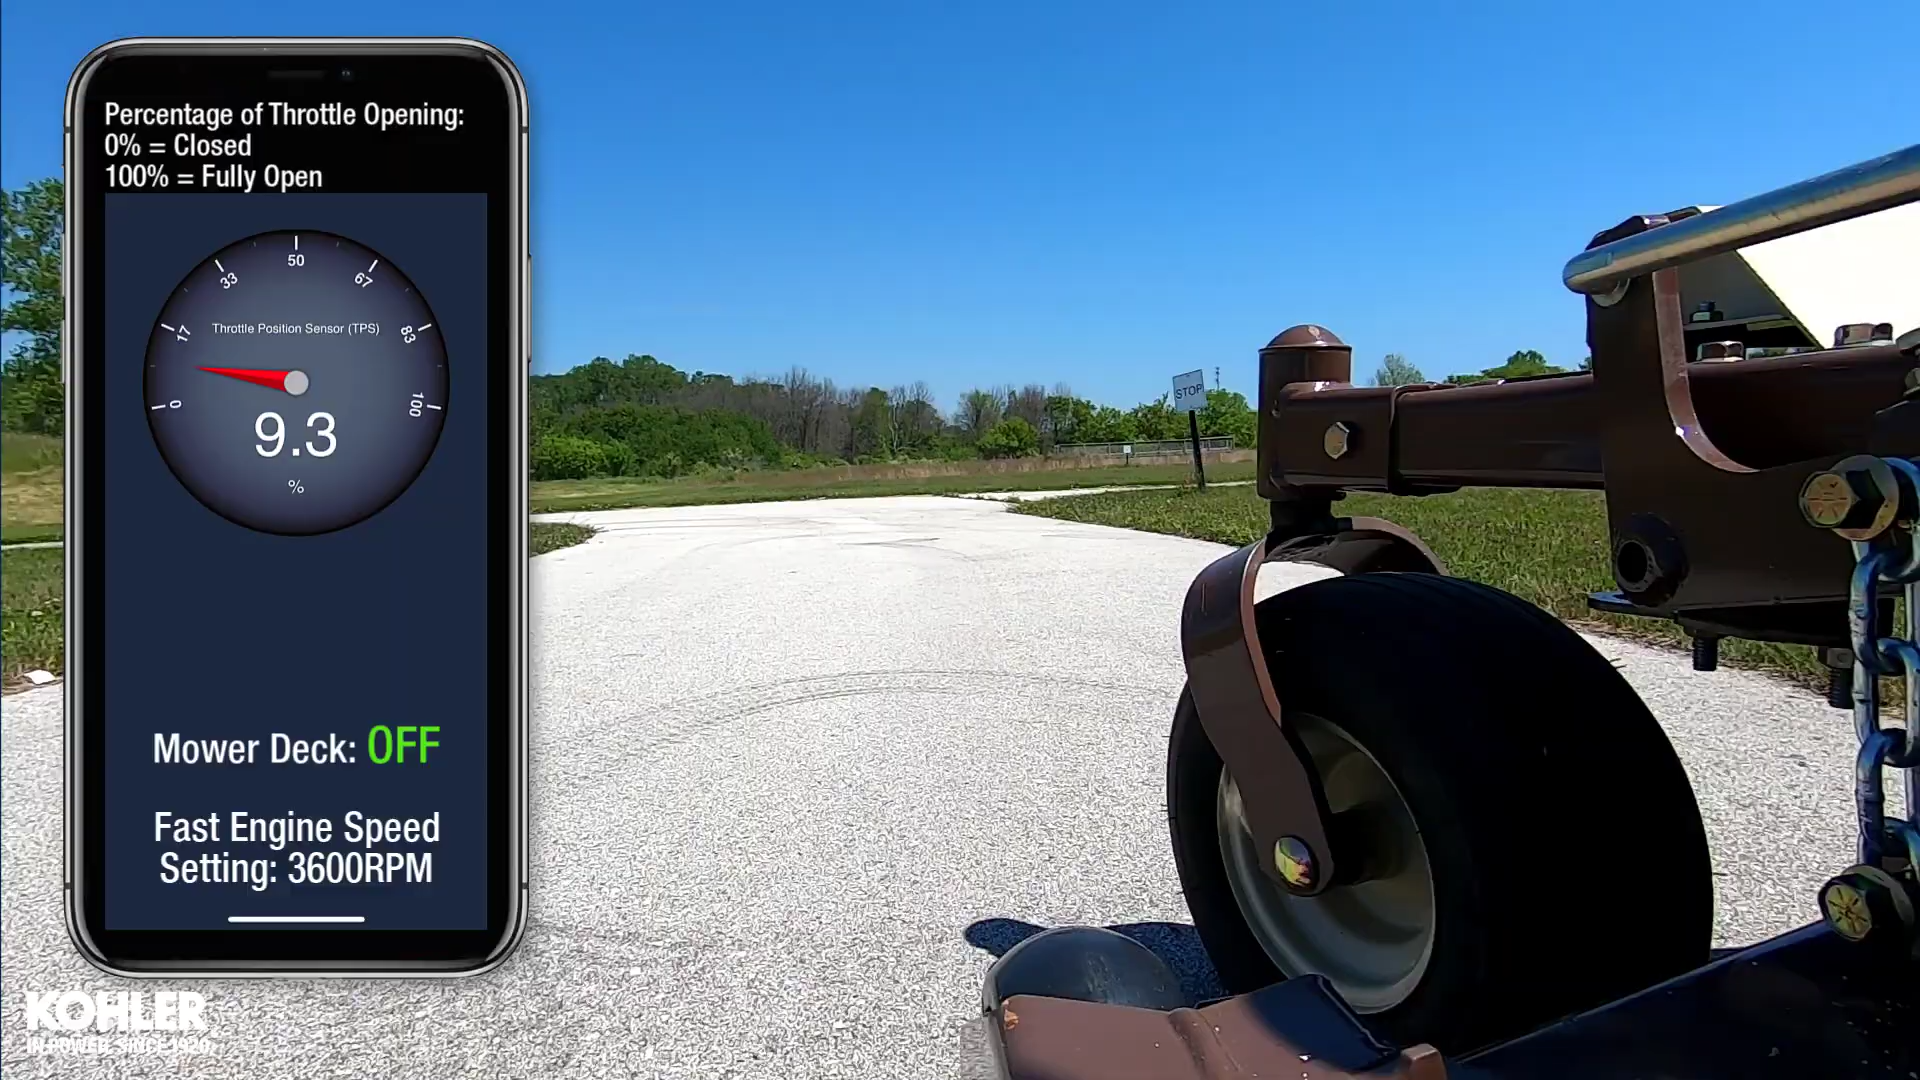 Percentage of Throttle Opening:
0% = Closed
100% = Fully Open
0
17
33
50
67
83
100
Throttle Position Sensor (TPS)
9.3
%
Mower Deck: OFF
Fast Engine Speed
Setting: 3600RPM
STOP
KOHLER
IN POWER. SINCE 1920.